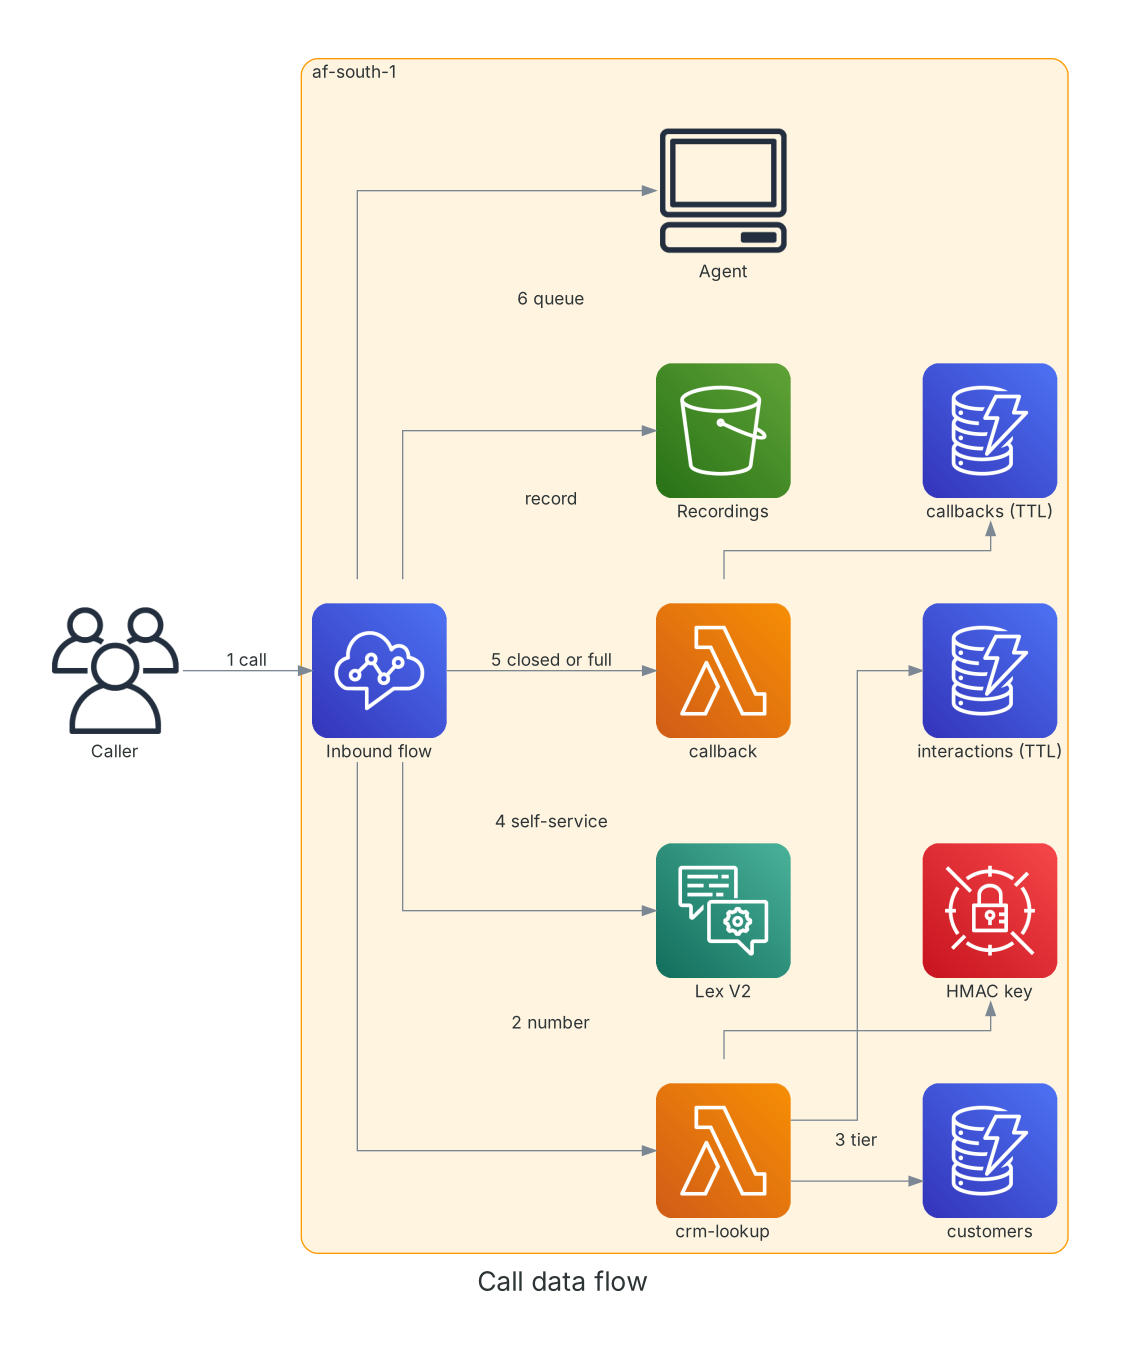 af-south-1
Agent
6 queue
record
Recordings
callbacks (TTL)
1 call
5 closed or full
Caller
Inbound flow
callback
interactions (TTL)
4 self-service
Lex V2
HMAC key
2 number
3 tier
crm-lookup
customers
Call data flow